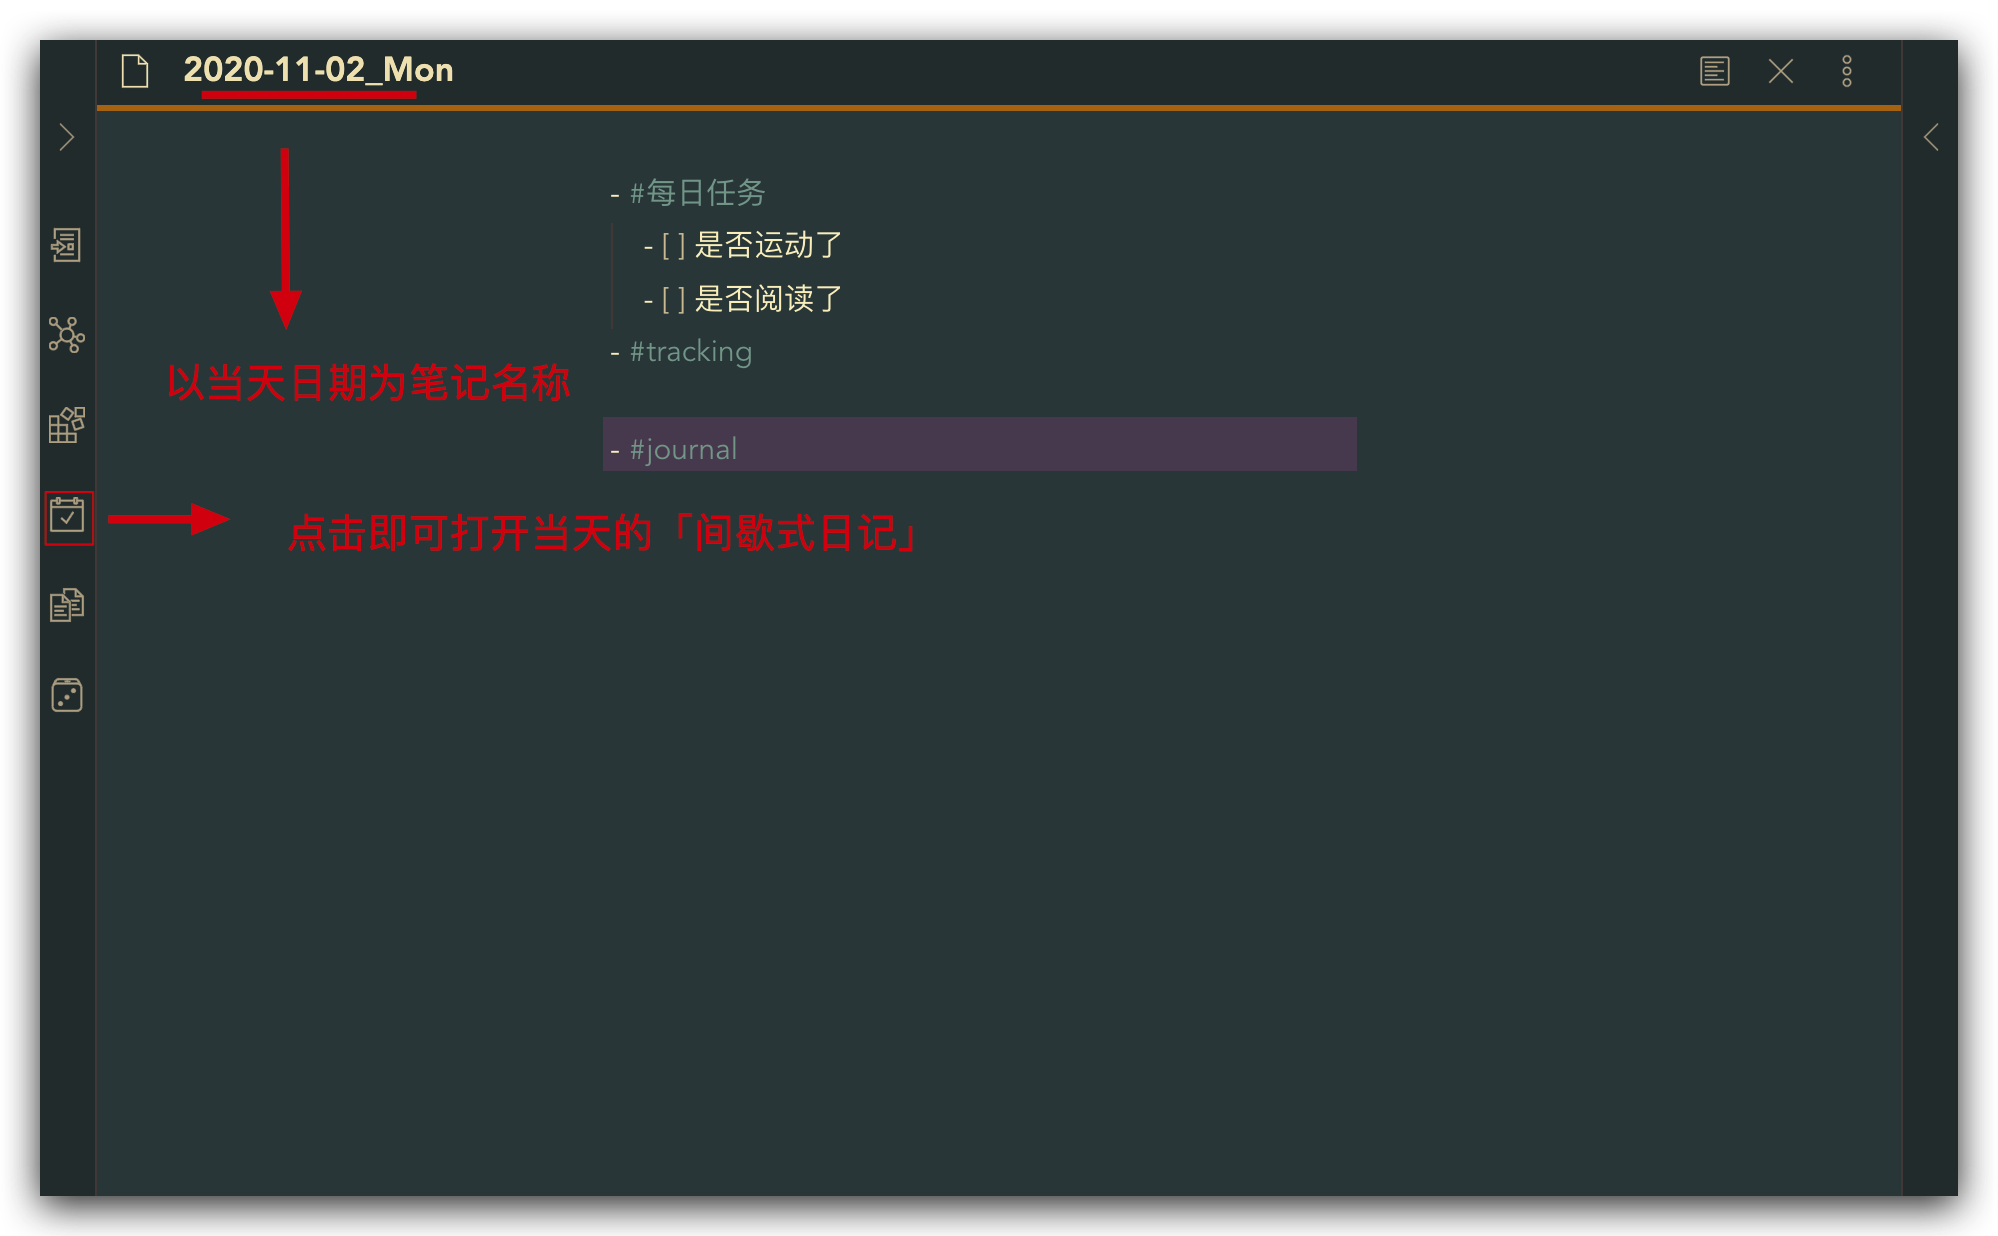 2020-11-02_Mon
- #每日任务
- [ ] 是否运动了
- [ ] 是否阅读了
- #tracking
以当天日期为笔记名称
- #journal
点击即可打开当天的「间歇式日记」